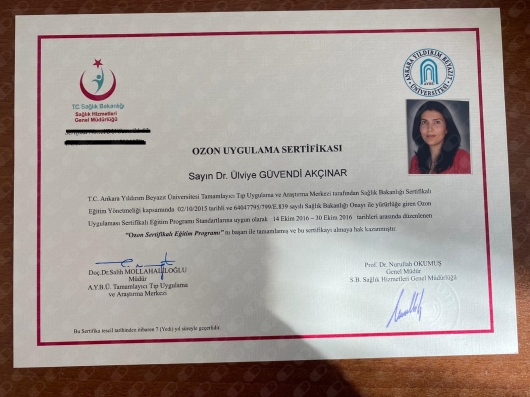 T.C. Sağlık Bakanlığı
Sağlık Hizmetleri
Genel Müdürlüğü
ANKARA YILDIRIM BEYAZIT
ÜNİVERSİTESİ
OZON UYGULAMA SERTİFİKASI
Sayın Dr. Ülviye GÜVENDİ AKÇINAR
T.C. Ankara Yıldırım Beyazıt Üniversitesi Tamamlayıcı Tıp Uygulama ve Araştırma Merkezi tarafından Sağlık Bakanlığı Sertifikalı
Eğitim Yönetmeliği kapsamında 02/10/2015 tarihli ve 64047795/799/E.839 sayılı Sağlık Bakanlığı Onayı ile yürürlüğe giren Ozon
Uygulaması Sertifikalı Eğitim Programı Standartlarına uygun olarak 14 Ekim 2016 – 30 Ekim 2016 tarihleri arasında düzenlenen
"Ozon Sertifikalı Eğitim Programı" nı başarı ile tamamlamış ve bu sertifikayı almaya hak kazanmıştır.
Doç.Dr.Salih MOLLAHALİLOĞLU
Müdür
A.Y.B.Ü. Tamamlayıcı Tıp Uygulama
ve Araştırma Merkezi
Prof. Dr. Nurullah OKUMUŞ
Genel Müdür
S.B. Sağlık Hizmetleri Genel Müdürlüğü
Bu Sertifika tescil tarihinden itibaren 7 (Yedi) yıl süreyle geçerlidir.